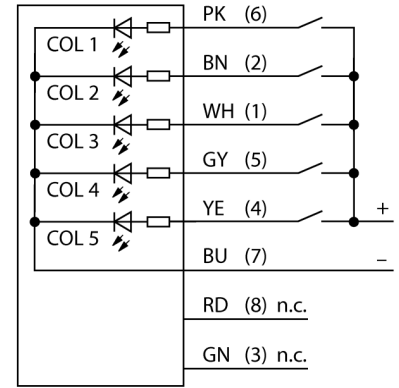 PK (6)
COL 1
BN (2)
COL 2
WH (1)
COL 3
GY (5)
COL 4
YE (4) +
COL 5
BU (7) –
RD (8) n.c.
GN (3) n.c.